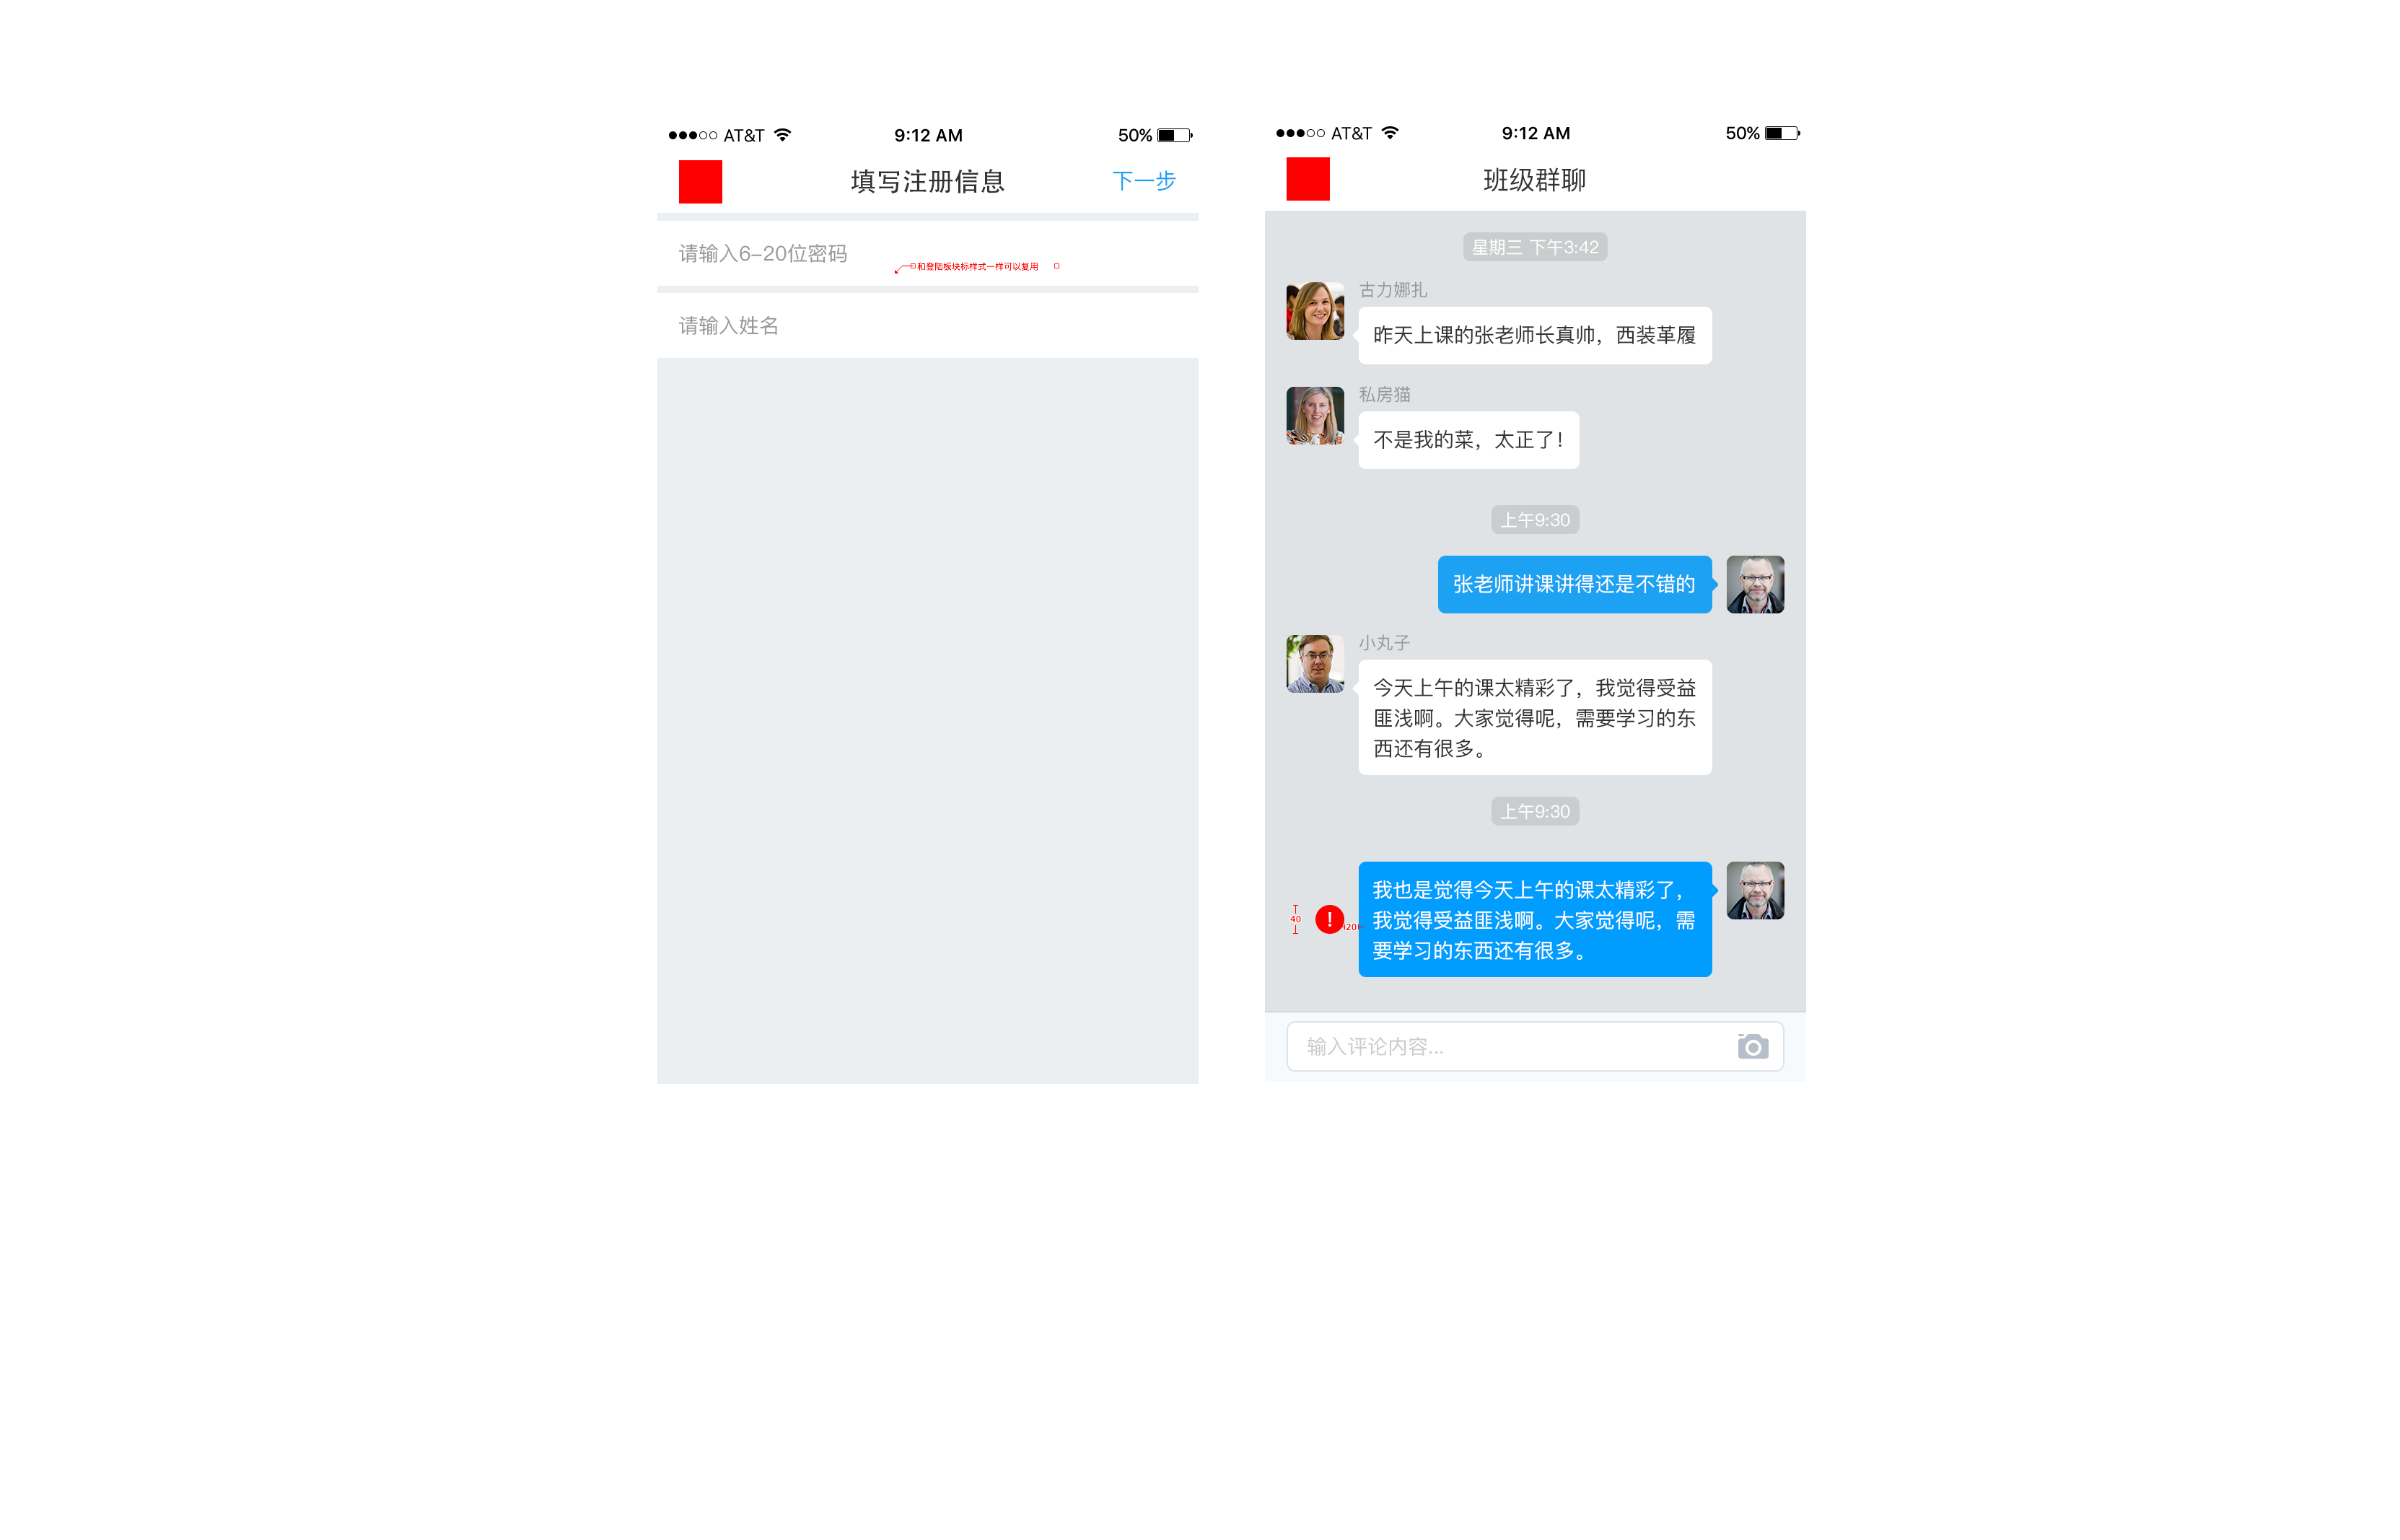 AT&T 9:12 AM 50%
填写注册信息 下一步
请输入6-20位密码
和登陆板块标样式一样可以复用
请输入姓名
AT&T 9:12 AM 50%
班级群聊
星期三 下午3:42
古力娜扎
昨天上课的张老师长真帅，西装革履
私房猫
不是我的菜，太正了！
上午9:30
张老师讲课讲得还是不错的
小丸子
今天上午的课太精彩了，我觉得受益
匪浅啊。大家觉得呢，需要学习的东
西还有很多。
上午9:30
我也是觉得今天上午的课太精彩了，
40 ! 20 我觉得受益匪浅啊。大家觉得呢，需
要学习的东西还有很多。
输入评论内容...